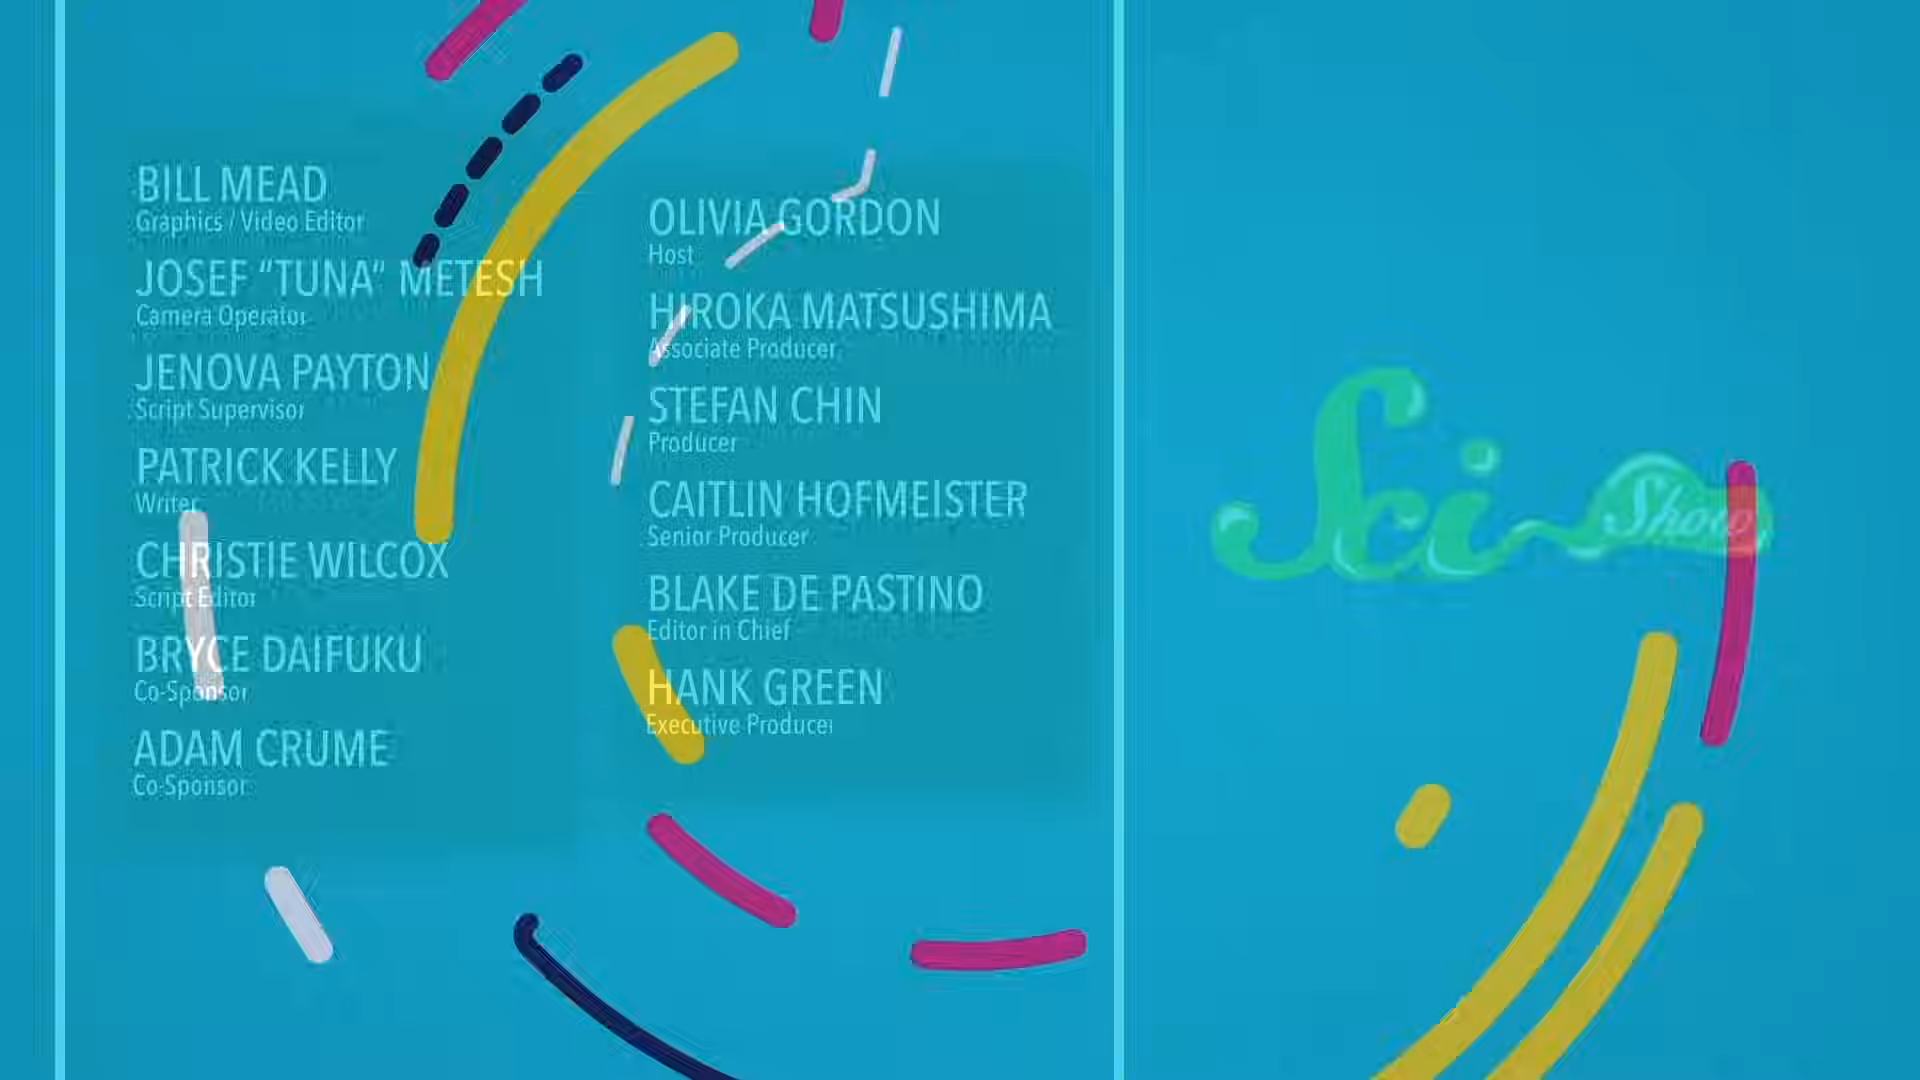 BILL MEAD
Graphics / Video Editor
JOSEF “TUNA” METESH
Camera Operator
JENOVA PAYTON
Script Supervisor
PATRICK KELLY
Writer
CHRISTIE WILCOX
Script Editor
BRYCE DAIFUKU
Co-Sponsor
ADAM CRUME
Co-Sponsor
OLIVIA GORDON
Host
HIROKA MATSUSHIMA
Associate Producer
STEFAN CHIN
Producer
CAITLIN HOFMEISTER
Senior Producer
BLAKE DE PASTINO
Editor in Chief
HANK GREEN
Executive Producer
Sci Show